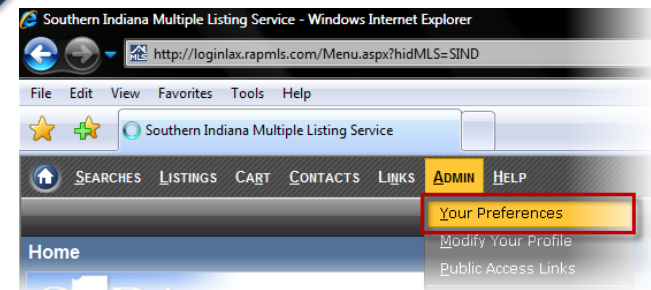 Southern Indiana Multiple Listing Service - Windows Internet Explorer
MLS http://loginlax.rapmls.com/Menu.aspx?hidMLS=SIND
File Edit View Favorites Tools Help
Southern Indiana Multiple Listing Service
SEARCHES LISTINGS CART CONTACTS LINKS ADMIN HELP
Your Preferences
Modify Your Profile
Home
Public Access Links